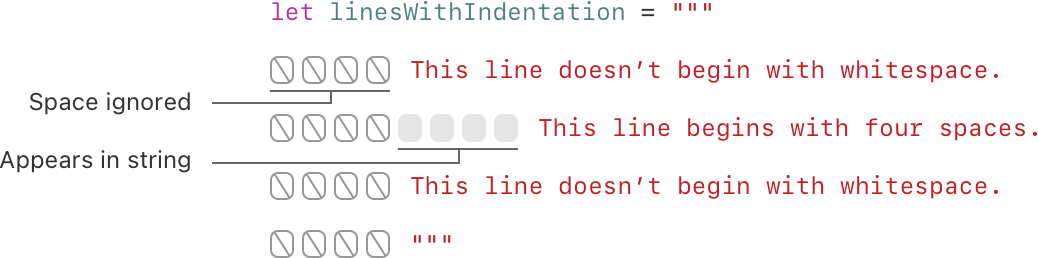 let linesWithIndentation = """
This line doesn’t begin with whitespace.
Space ignored
This line begins with four spaces.
Appears in string
This line doesn’t begin with whitespace.
"""